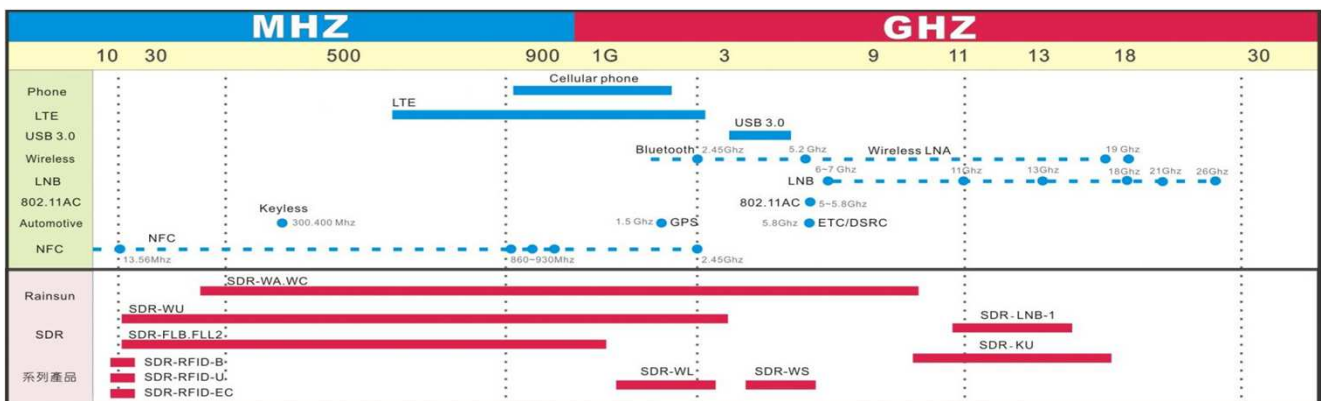 MHZ GHZ
10 30 500 900 1G 3 9 11 13 18 30
Phone Cellular phone
LTE LTE
USB 3.0 USB 3.0
Wireless Bluetooth 2.45Ghz 5.2 Ghz Wireless LNA 19 Ghz
LNB LNB 6~7 Ghz 11Ghz 13Ghz 18Ghz 21Ghz 26Ghz
802.11AC 802.11AC 5~5.8Ghz
Automotive Keyless 300.400 Mhz 1.5 Ghz GPS 5.8Ghz ETC/DSRC
NFC NFC 13.56Mhz 860~930Mhz 2.45Ghz
Rainsun SDR-WA.WC
SDR-WU SDR-LNB-1
SDR SDR-FLB.FLL2 SDR-KU
SDR-RFID-B
系列產品 SDR-RFID-U SDR-WL SDR-WS
SDR-RFID-EC